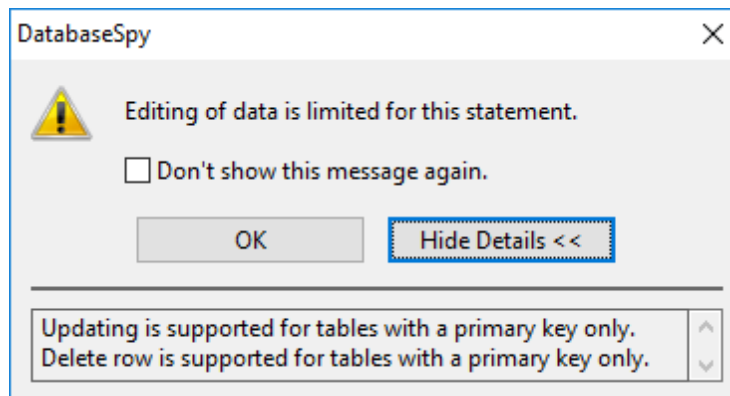 DatabaseSpy
Editing of data is limited for this statement.
Don't show this message again.
OK
Hide Details <<
Updating is supported for tables with a primary key only.
Delete row is supported for tables with a primary key only.